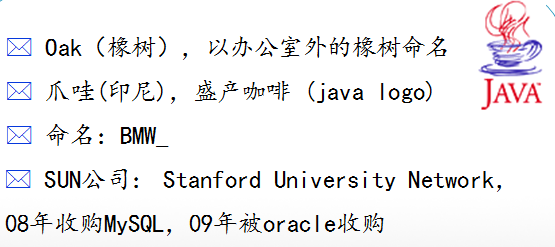 Oak（橡树），以办公室外的橡树命名
爪哇(印尼)，盛产咖啡 (java logo)
JAVA
命名：BMW_
SUN公司： Stanford University Network，
08年收购MySQL，09年被oracle收购